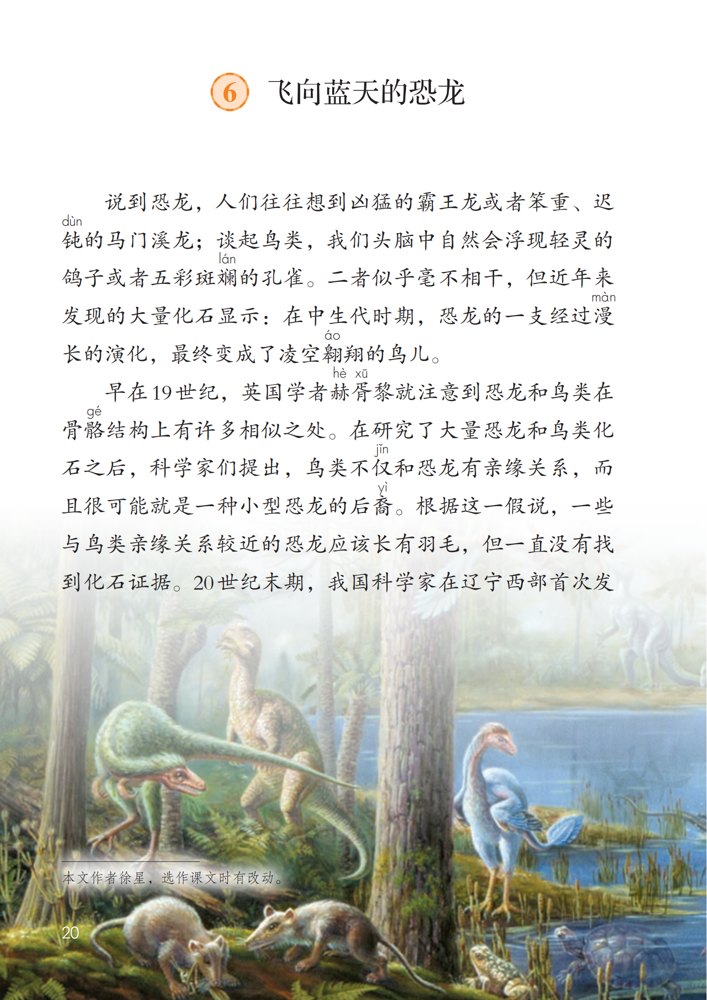 6 飞向蓝天的恐龙
说到恐龙，人们往往想到凶猛的霸王龙或者笨重、迟
dùn
钝的马门溪龙；谈起鸟类，我们头脑中自然会浮现轻灵的
lán
鸽子或者五彩斑斓的孔雀。二者似乎毫不相干，但近年来
màn
发现的大量化石显示：在中生代时期，恐龙的一支经过漫
áo
长的演化，最终变成了凌空翱翔的鸟儿。
hè xū
早在19世纪，英国学者赫胥黎就注意到恐龙和鸟类在
gé
骨骼结构上有许多相似之处。在研究了大量恐龙和鸟类化
jǐn
石之后，科学家们提出，鸟类不仅和恐龙有亲缘关系，而
yì
且很可能就是一种小型恐龙的后裔。根据这一假说，一些
与鸟类亲缘关系较近的恐龙应该长有羽毛，但一直没有找
到化石证据。20世纪末期，我国科学家在辽宁西部首次发
本文作者徐星，选作课文时有改动。
20